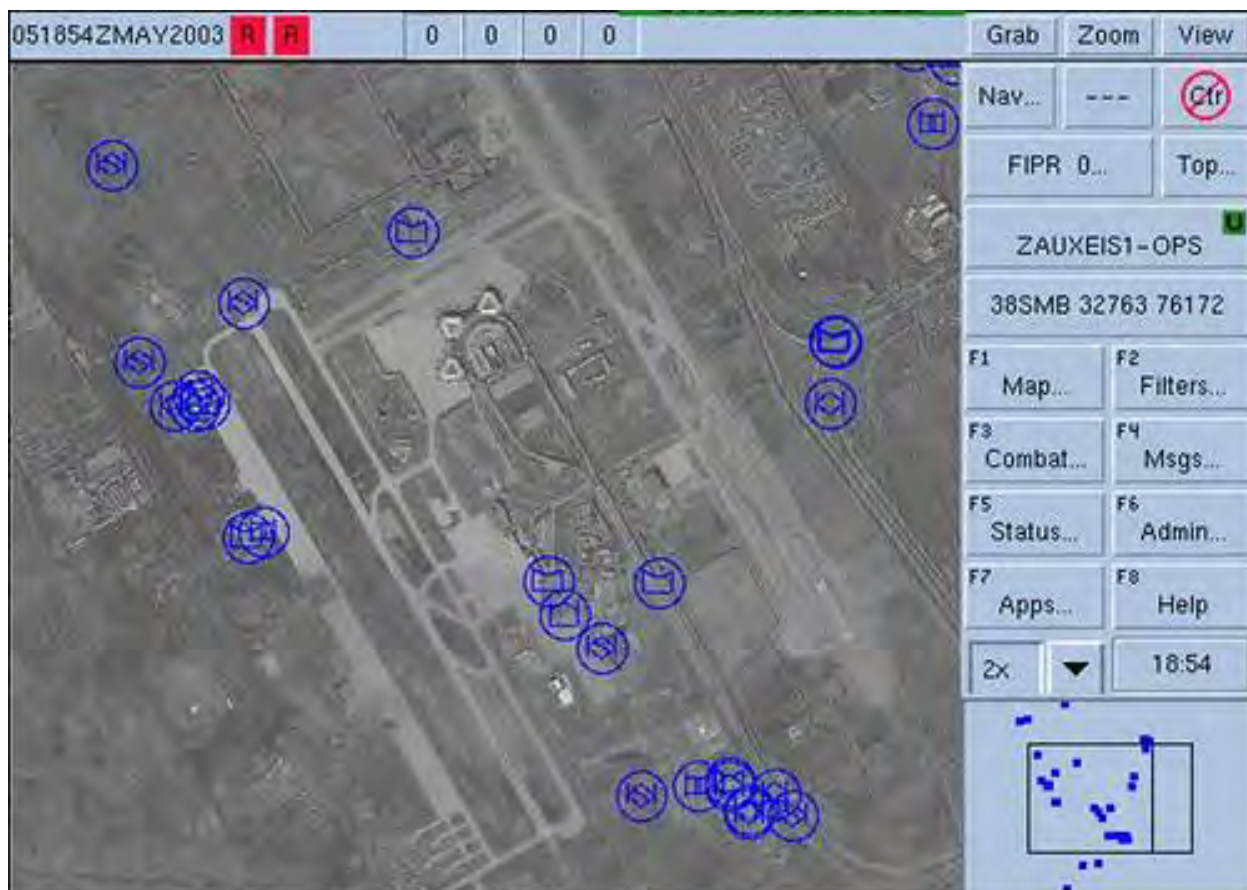 051854ZMAY2003 R R 0 0 0 0 Grab Zoom View
Nav... --- Ctr
FIPR 0... Top...
U
ZAUXEIS1-OPS
38SMB 32763 76172
F1 Map... F2 Filters...
F3 Combat... F4 Msgs...
F5 Status... F6 Admin...
F7 Apps... F8 Help
2x 18:54